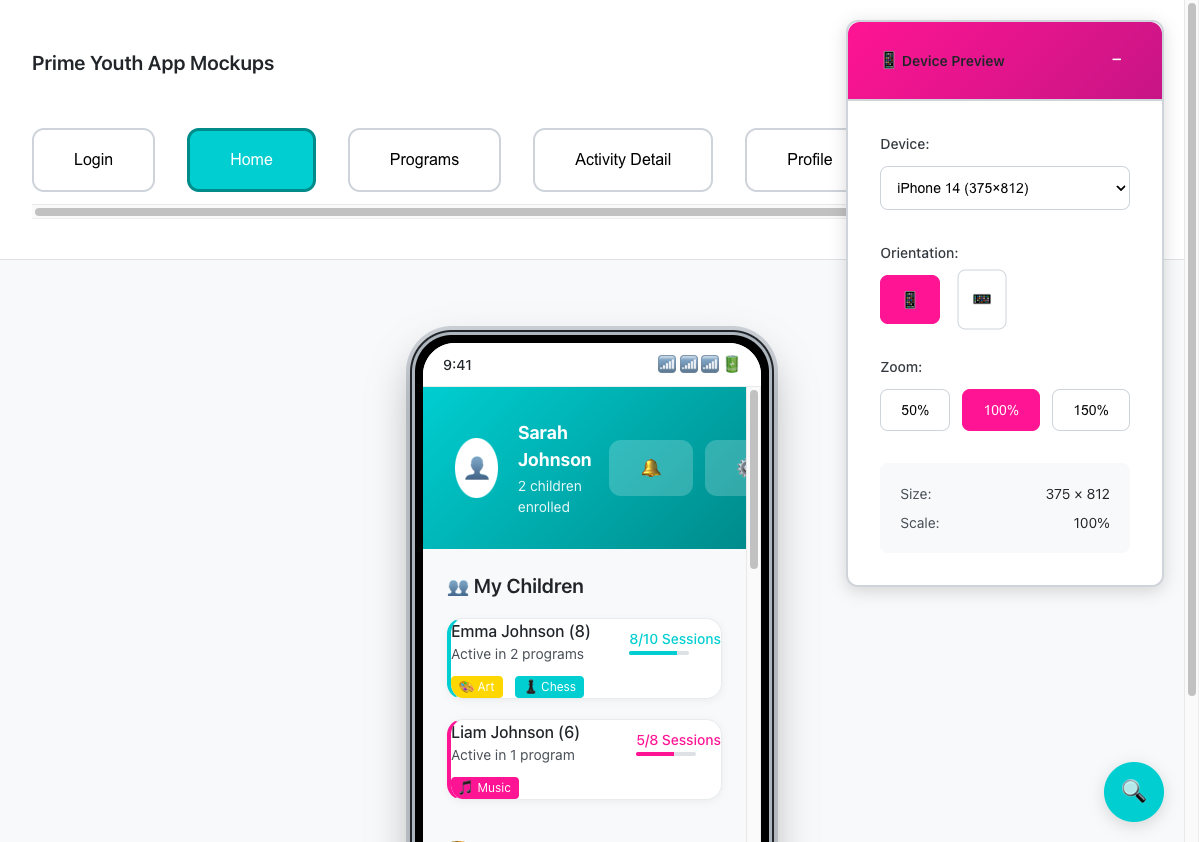 Prime Youth App Mockups
Login
Home
Programs
Activity Detail
Profile
Device Preview
−
Device:
iPhone 14 (375×812)
Orientation:
Zoom:
50%
100%
150%
Size:
375 × 812
Scale:
100%
9:41
Sarah
Johnson
2 children
enrolled
My Children
Emma Johnson (8)
8/10 Sessions
Active in 2 programs
Art
Chess
Liam Johnson (6)
5/8 Sessions
Active in 1 program
Music